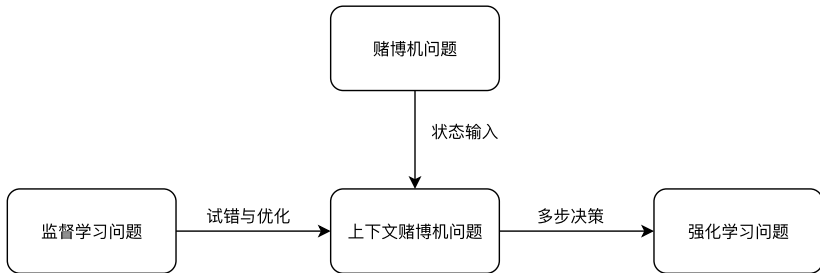 赌博机问题
状态输入
监督学习问题
试错与优化
上下文赌博机问题
多步决策
强化学习问题